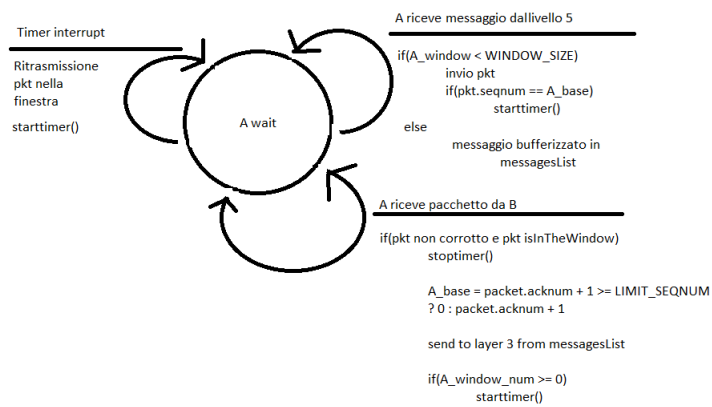 Timer interrupt
Ritrasmissione
pkt nella
finestra
starttimer()
A wait
A riceve messaggio dallivello 5
if(A_window < WINDOW_SIZE)
invio pkt
if(pkt.seqnum == A_base)
starttimer()
else
messaggio bufferizzato in
messagesList
A riceve pacchetto da B
if(pkt non corrotto e pkt isInTheWindow)
stoptimer()
A_base = packet.acknum + 1 >= LIMIT_SEQNUM
? 0 : packet.acknum + 1
send to layer 3 from messagesList
if(A_window_num >= 0)
starttimer()